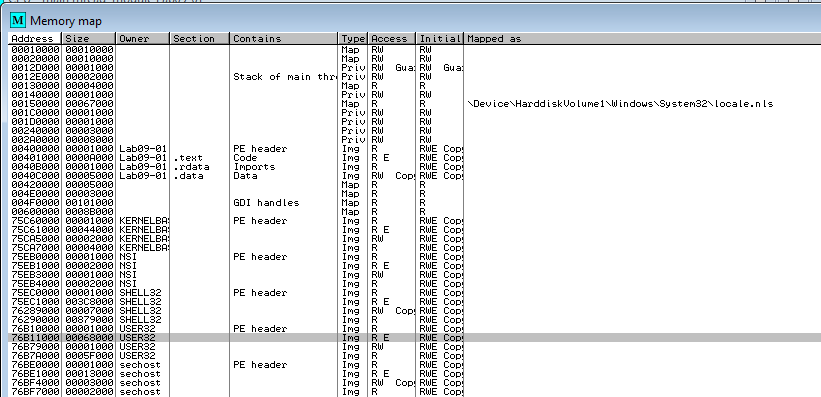 M Memory map
Address Size Owner Section Contains Type Access Initial Mapped as
00010000 00010000 Map RW RW
00020000 00010000 Map RW RW
0012D000 00001000 Priv RW Gua RW Gua
0012E000 00002000 Stack of main thr Priv RW RW
00130000 00004000 Map R R
00140000 00001000 Priv RW RW
00150000 00067000 Map R R \Device\HarddiskVolume1\Windows\System32\locale.nls
001C0000 00001000 Priv RW RW
001D0000 00001000 Priv RW RW
00240000 00003000 Priv RW RW
002A0000 00008000 Priv RW RW
00400000 00001000 Lab09-01 PE header Img R RWE Cop
00401000 0000A000 Lab09-01 .text Code Img R E RWE Cop
0040B000 00001000 Lab09-01 .rdata Imports Img R RWE Cop
0040C000 00005000 Lab09-01 .data Data Img RW Cop RWE Cop
00420000 00005000 Map R R
004E0000 00003000 Map R R
004F0000 00101000 GDI handles Map R R
00600000 0008B000 Map R R
75C60000 00001000 KERNELBA PE header Img R RWE Cop
75C61000 00044000 KERNELBA Img R E RWE Cop
75CA5000 00002000 KERNELBA Img RW RWE Cop
75CA7000 00004000 KERNELBA Img R RWE Cop
75EB0000 00001000 NSI PE header Img R RWE Cop
75EB1000 00002000 NSI Img R E RWE Cop
75EB3000 00001000 NSI Img RW RWE Cop
75EB4000 00002000 NSI Img R RWE Cop
75EC0000 00001000 SHELL32 PE header Img R RWE Cop
75EC1000 003C8000 SHELL32 Img R E RWE Cop
76289000 00007000 SHELL32 Img RW Cop RWE Cop
76290000 00879000 SHELL32 Img R RWE Cop
76B10000 00001000 USER32 PE header Img R RWE Cop
76B11000 00068000 USER32 Img R E RWE Cop
76B79000 00001000 USER32 Img RW RWE Cop
76B7A000 0005F000 USER32 Img R RWE Cop
76BE0000 00001000 sechost PE header Img R RWE Cop
76BE1000 00013000 sechost Img R E RWE Cop
76BF4000 00003000 sechost Img RW Cop RWE Cop
76BF7000 00002000 sechost Img R RWE Cop